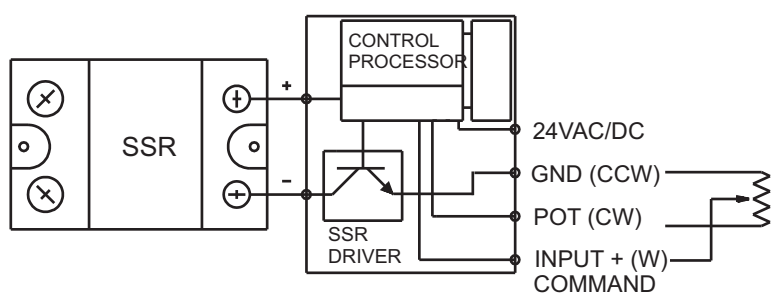 CONTROL
PROCESSOR
+
SSR
24VAC/DC
GND (CCW)
–
POT (CW)
SSR
DRIVER
INPUT + (W)
COMMAND